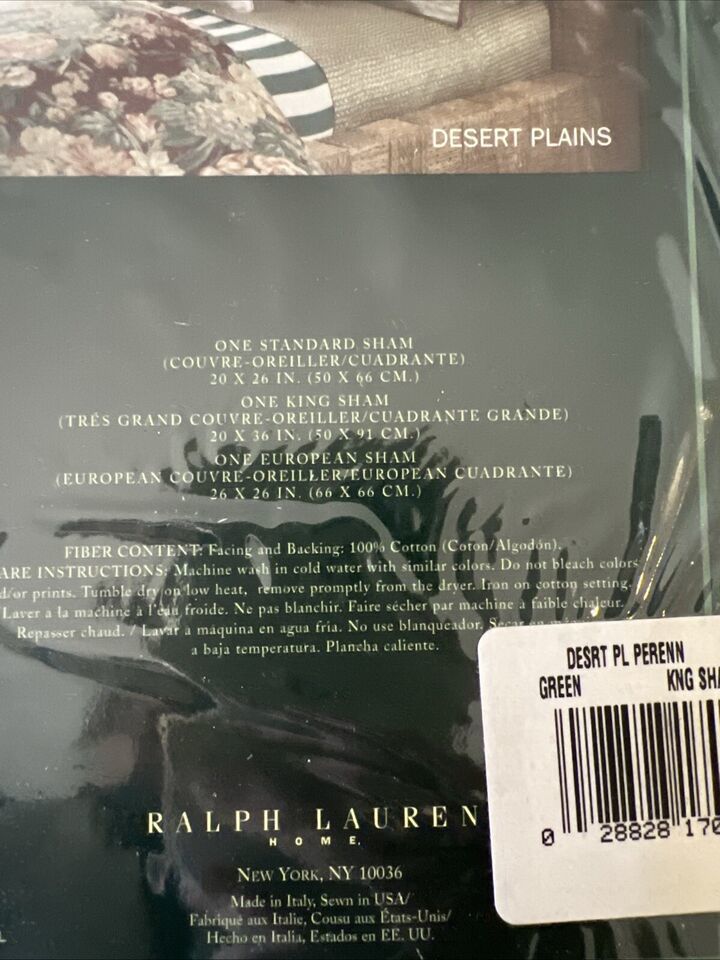 DESERT PLAINS
ONE STANDARD SHAM
(COUVRE-OREILLER/CUADRANTE)
20 X 26 IN. (50 X 66 CM.)
ONE KING SHAM
(TRÉS GRAND COUVRE-OREILLER/CUADRANTE GRANDE)
20 X 36 IN. (50 X 91 CM.)
ONE EUROPEAN SHAM
(EUROPEAN COUVRE-OREILLER/EUROPEAN CUADRANTE)
26 X 26 IN. (66 X 66 CM.)
FIBER CONTENT: Facing and Backing: 100% Cotton (Coton/Algodón).
ARE INSTRUCTIONS: Machine wash in cold water with similar colors. Do not bleach colors
d/or prints. Tumble dry on low heat, remove promptly from the dryer. Iron on cotton setting.
Laver a la machine à l'eau froide. Ne pas blanchir. Faire sécher par machine à faible chaleur.
Repasser chaud. / Lavar a máquina en agua fria. No use blanqueador. Secar en
a baja temperatura. Plancha caliente.
DESRT PL PERENN
GREEN KNG SHA
0 28828 170
RALPH LAUREN
HOME.
NEW YORK, NY 10036
Made in Italy, Sewn in USA/
Fabriqué aux Italie, Cousu aux États-Unis/
Hecho en Italia, Estados en EE. UU.